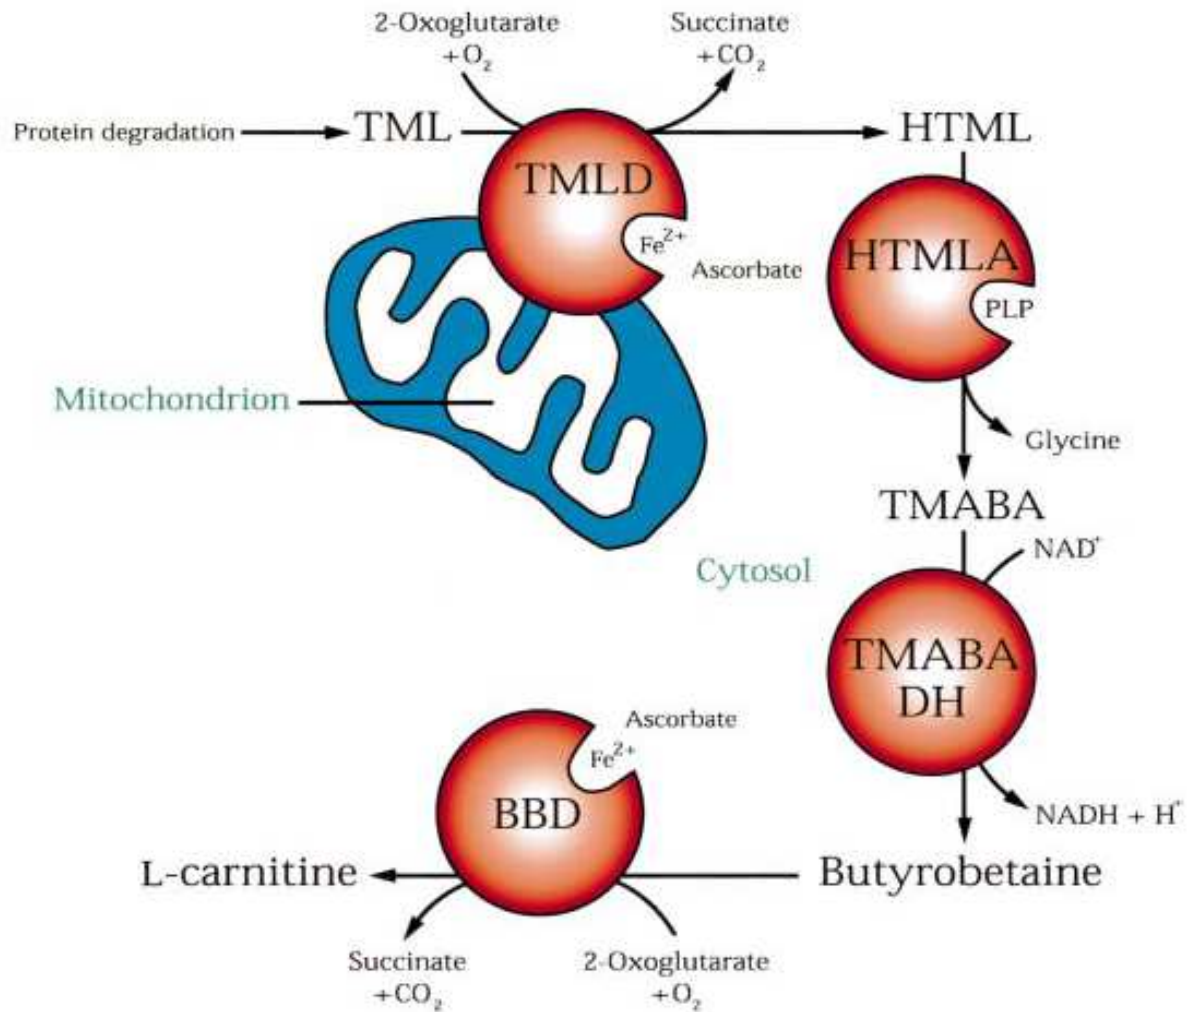 2-Oxoglutarate
+O₂
Succinate
+CO₂
Protein degradation
TML
HTML
TMLD
Fe²⁺
Ascorbate
HTMLA
PLP
Mitochondrion
Glycine
TMABA
NAD⁺
Cytosol
TMABA
DH
Ascorbate
Fe²⁺
BBD
NADH + H⁺
L-carnitine
Butyrobetaine
Succinate
+CO₂
2-Oxoglutarate
+O₂